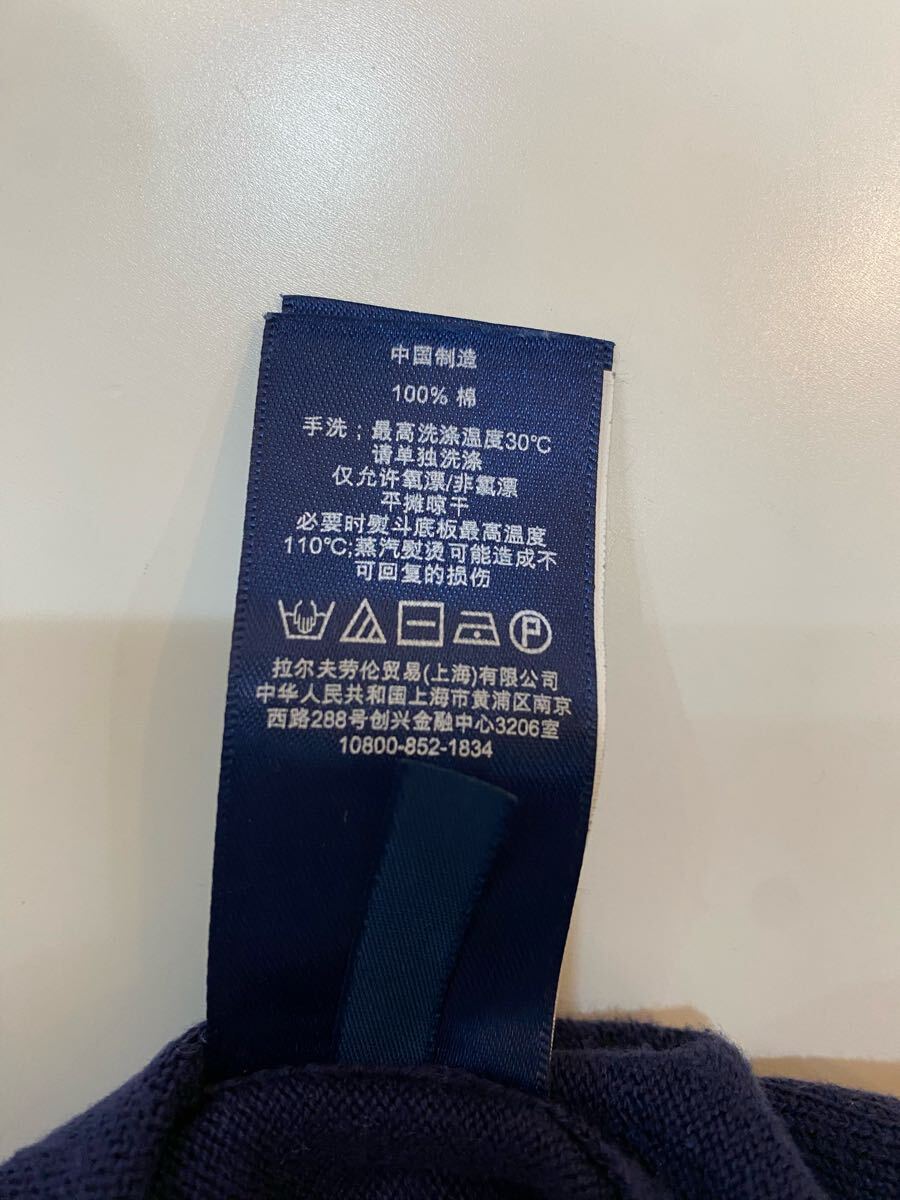 中国制造
100% 棉
手洗；最高洗涤温度30℃
请单独洗涤
仅允许氧漂/非氯漂
平摊晾干
必要时熨斗底板最高温度
110℃;蒸汽熨烫可能造成不
可回复的损伤
P
拉尔夫劳伦贸易(上海)有限公司
中华人民共和国上海市黄浦区南京
西路288号创兴金融中心3206室
10800-852-1834